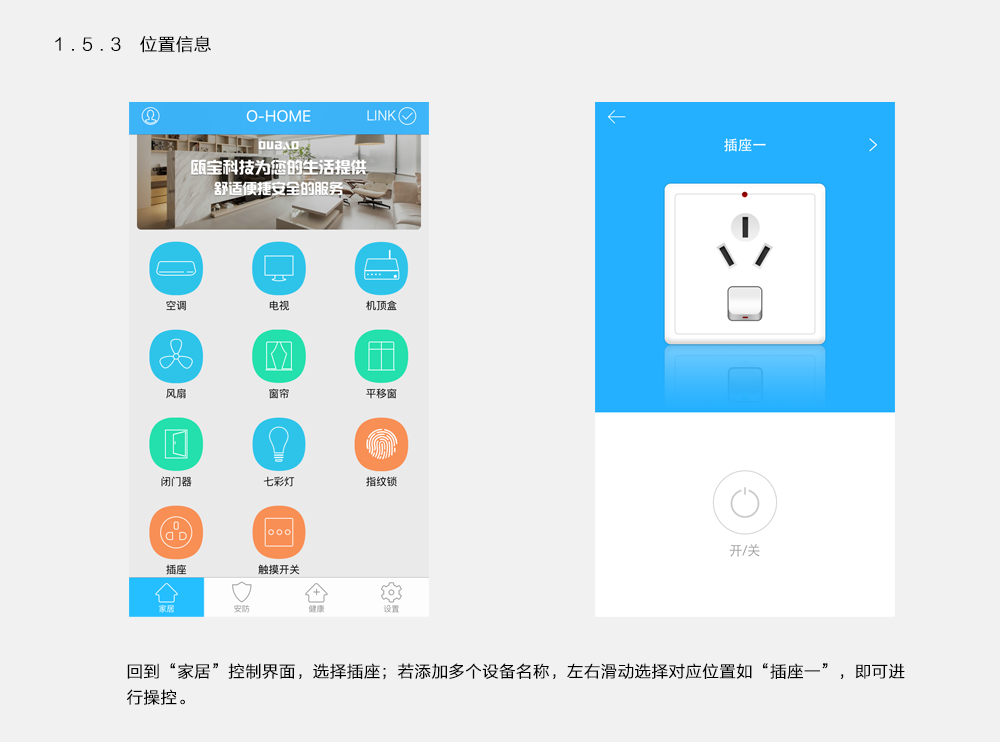 1.5.3 位置信息
O-HOME
LINK
OUBAO
瓯宝科技为您的生活提供
舒适便捷安全的服务
空调 电视 机顶盒
风扇 窗帘 平移窗
闭门器 七彩灯 指纹锁
插座 触摸开关
家居 安防 健康 设置
插座一
开/关
回到“家居”控制界面，选择插座；若添加多个设备名称，左右滑动选择对应位置如“插座一”，即可进
行操控。